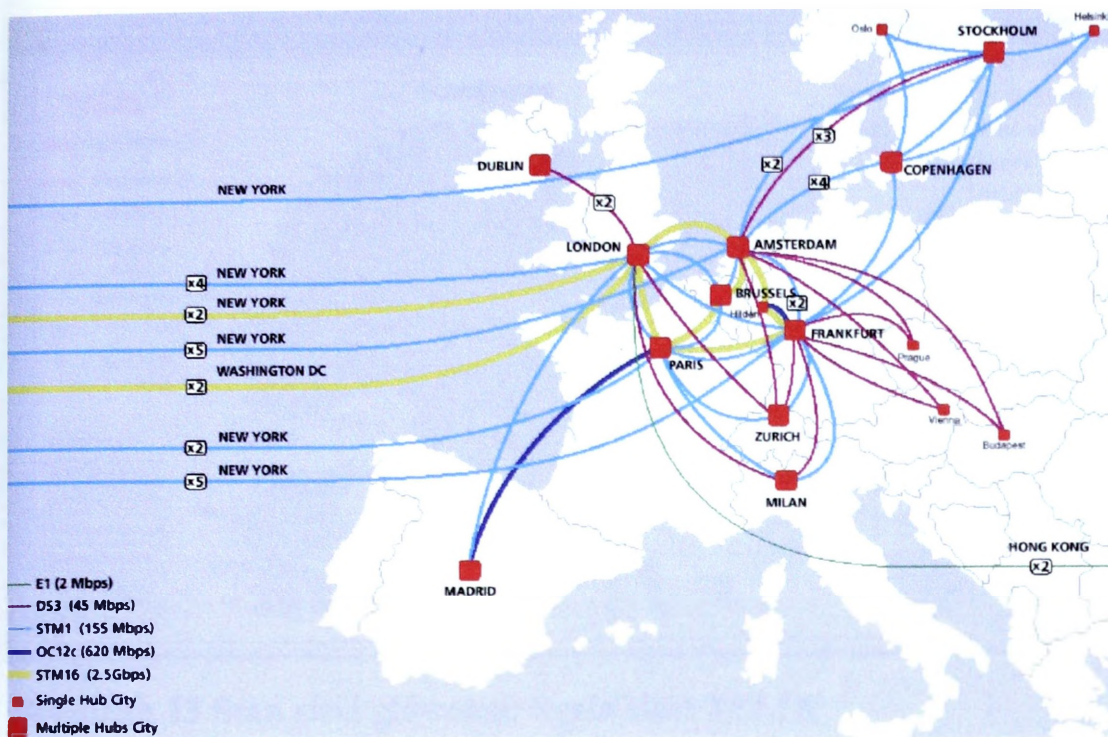 Oslo
STOCKHOLM
Helsinki
x3
x2
DUBLIN
COPENHAGEN
x4
NEW YORK
x2
LONDON
AMSTERDAM
NEW YORK
x4
BRUSSELS
NEW YORK
x2
x2
Hilden
FRANKFURT
NEW YORK
x5
Prague
PARIS
WASHINGTON DC
x2
Vienna
ZURICH
Budapest
NEW YORK
x2
NEW YORK
x5
MILAN
HONG KONG
x2
MADRID
E1 (2 Mbps)
DS3 (45 Mbps)
STM1 (155 Mbps)
OC12c (620 Mbps)
STM16 (2.5Gbps)
Single Hub City
Multiple Hubs City